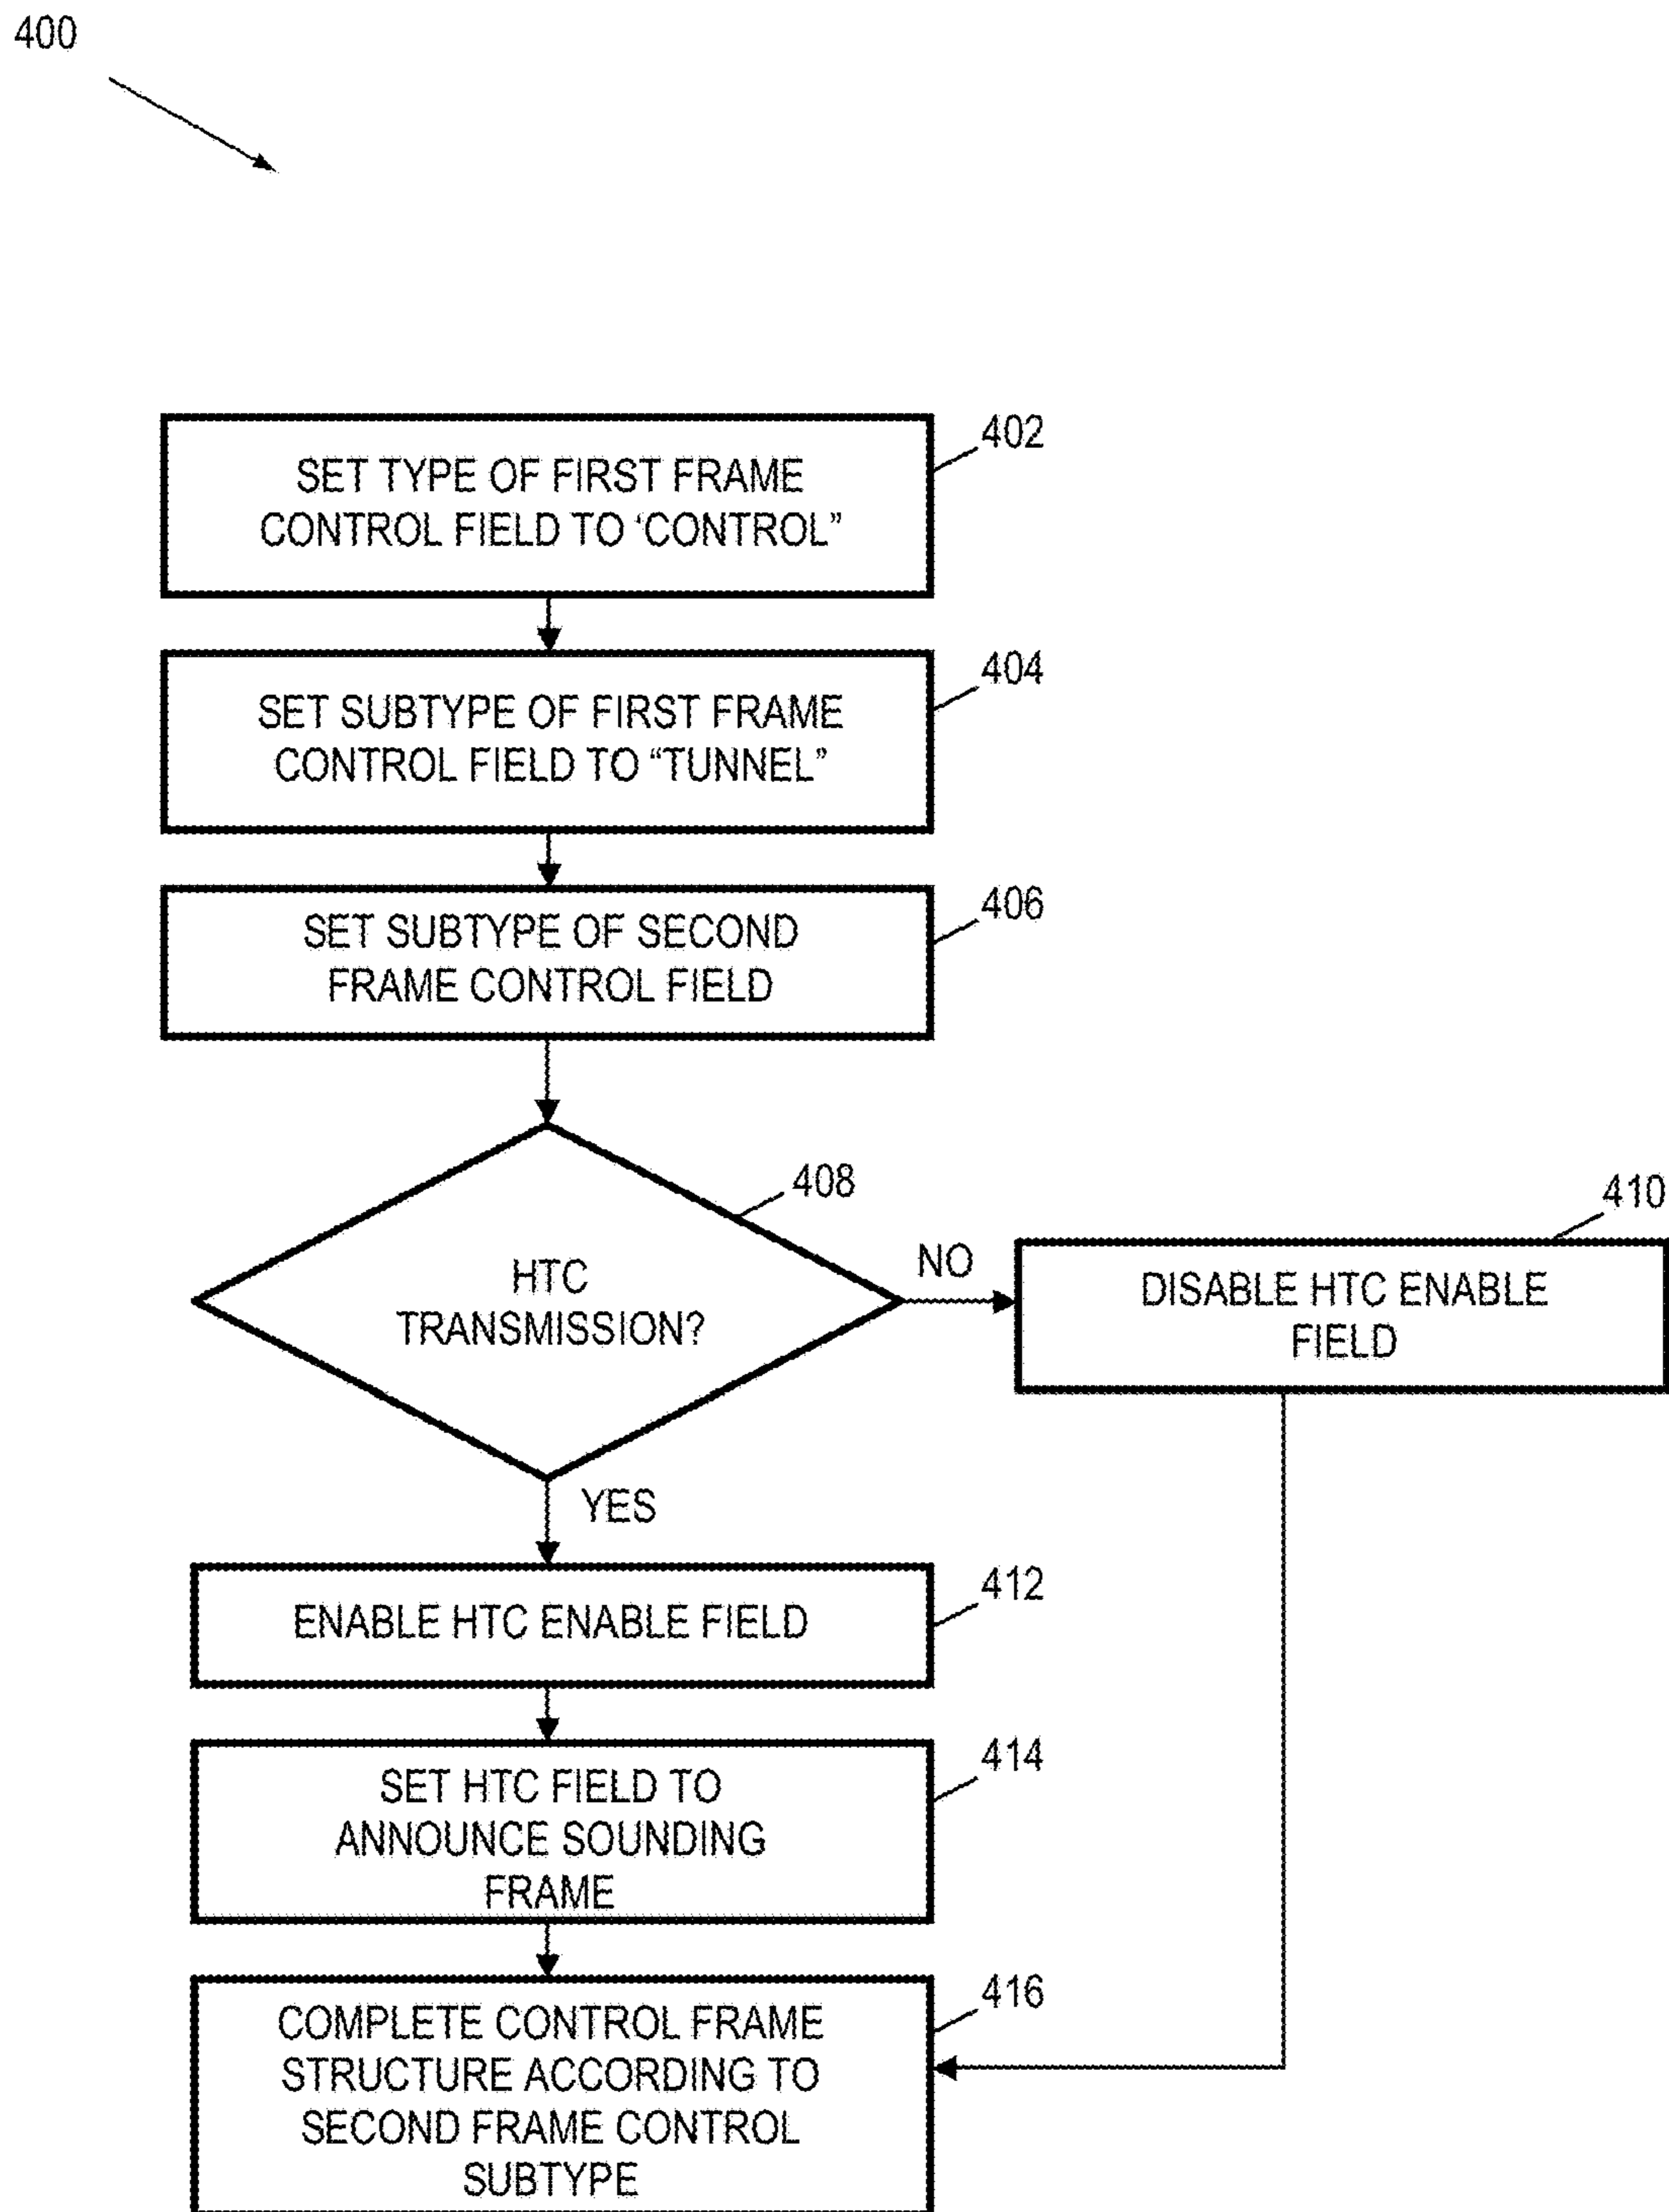 400
402
SET TYPE OF FIRST FRAME
CONTROL FIELD TO ‘CONTROL”
404
SET SUBTYPE OF FIRST FRAME
CONTROL FIELD TO “TUNNEL”
406
SET SUBTYPE OF SECOND
FRAME CONTROL FIELD
408
HTC
TRANSMISSION?
NO
410
DISABLE HTC ENABLE
FIELD
YES
412
ENABLE HTC ENABLE FIELD
414
SET HTC FIELD TO
ANNOUNCE SOUNDING
FRAME
416
COMPLETE CONTROL FRAME
STRUCTURE ACCORDING TO
SECOND FRAME CONTROL
SUBTYPE